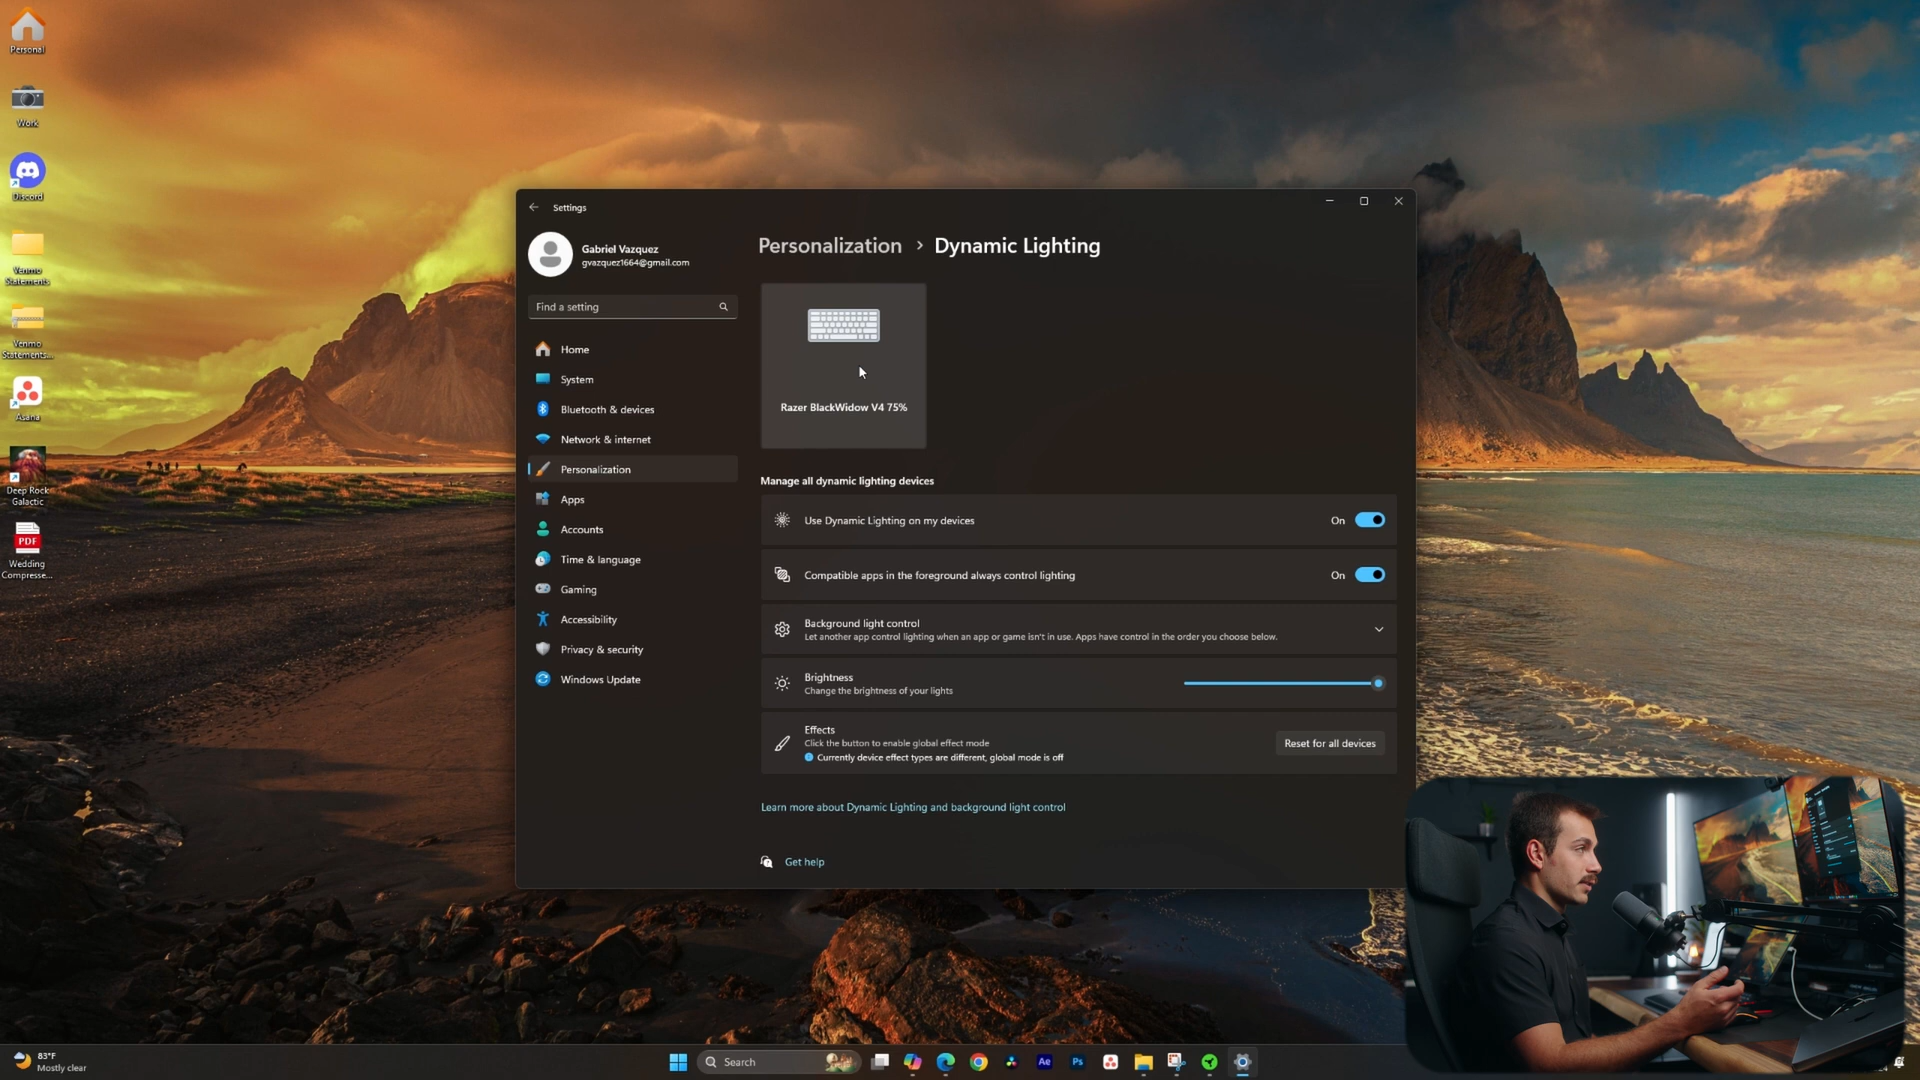 Personal
Work
Discord
Venmo
Statements
Venmo
Statements...
Asana
Deep Rock
Galactic
PDF
Wedding
Compresse...
Settings
Gabriel Vazquez
gvazquez1664@gmail.com
Find a setting
Home
System
Bluetooth & devices
Network & internet
Personalization
Apps
Accounts
Time & language
Gaming
Accessibility
Privacy & security
Windows Update
Personalization > Dynamic Lighting
Razer BlackWidow V4 75%
Manage all dynamic lighting devices
Use Dynamic Lighting on my devices
On
Compatible apps in the foreground always control lighting
On
Background light control
Let another app control lighting when an app or game isn't in use. Apps have control in the order you choose below.
Brightness
Change the brightness of your lights
Effects
Click the button to enable global effect mode
Currently device effect types are different, global mode is off
Reset for all devices
Learn more about Dynamic Lighting and background light control
Get help
83°F
Mostly clear
Search
Ae
Ps